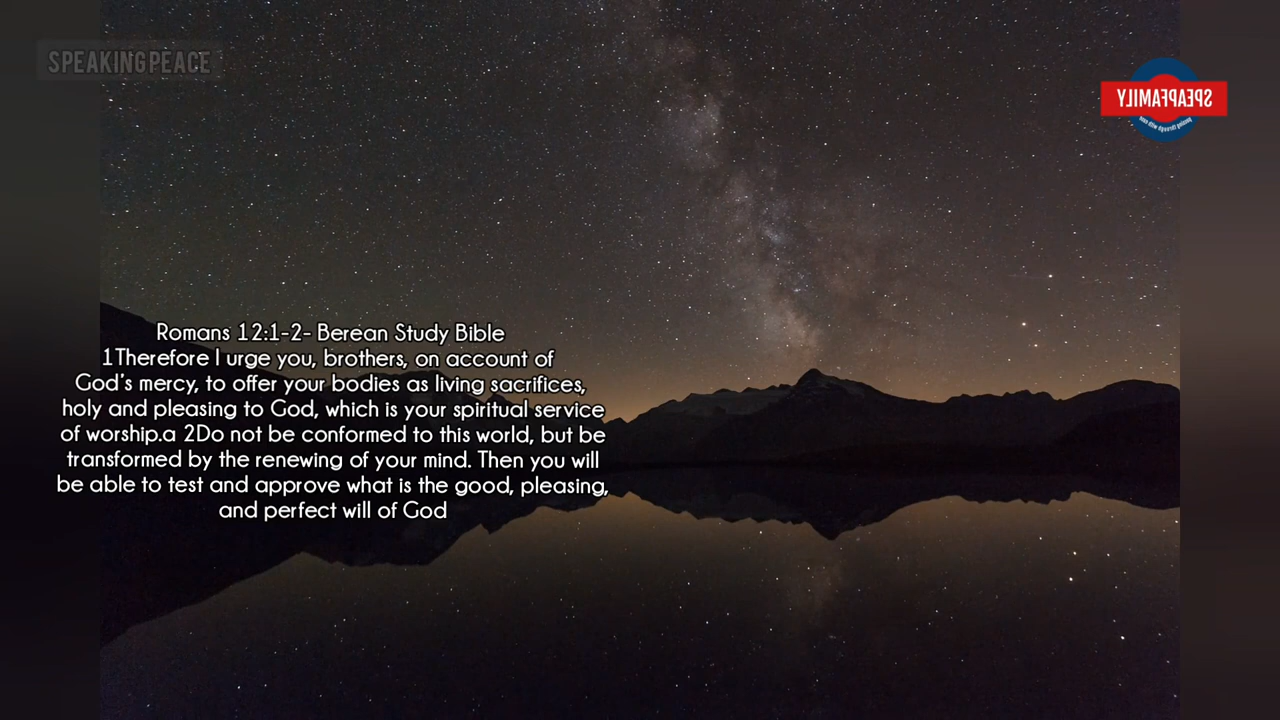 SPEAKINGPEACE
SPEAPFAMILY
Romans 12:1-2- Berean Study Bible
1Therefore I urge you, brothers, on account of
God's mercy, to offer your bodies as living sacrifices,
holy and pleasing to God, which is your spiritual service
of worship.a 2Do not be conformed to this world, but be
transformed by the renewing of your mind. Then you will
be able to test and approve what is the good, pleasing,
and perfect will of God